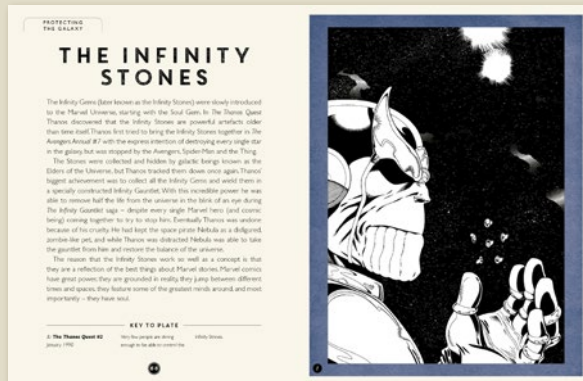 PROTECTING
THE GALAXY
THE INFINITY
STONES
The Infinity Gems (later known as the Infinity Stones) were slowly introduced
to the Marvel Universe, starting with the Soul Gem. In The Thanos Quest
Thanos discovered that the Infinity Stones are powerful artefacts older
than time itself. Thanos first tried to bring the Infinity Stones together in The
Avengers Annual #7 with the express intention of destroying every single star
in the galaxy, but was stopped by the Avengers, Spider-Man and the Thing.
The Stones were collected and hidden by galactic beings known as the
Elders of the Universe, but Thanos tracked them down once again. Thanos'
biggest achievement was to collect all the Infinity Gems and wield them in
a specially constructed Infinity Gauntlet. With this incredible power he was
able to remove half the life from the universe in the blink of an eye during
The Infinity Gauntlet saga – despite every single Marvel hero (and cosmic
being) coming together to try to stop him. Eventually Thanos was undone
because of his cruelty. He had kept the space pirate Nebula as a disfigured,
zombie-like pet, and while Thanos was distracted Nebula was able to take
the gauntlet from him and restore the balance of the universe.
The reason that the Infinity Stones work so well as a concept is that
they are a reflection of the best things about Marvel stories. Marvel comics
have great power, they are grounded in reality, they jump between different
times and spaces, they feature some of the greatest minds around, and most
importantly – they have soul.
KEY TO PLATE
The Thanos Quest #2
January 1990
Very few people are strong
enough to be able to control the
Infinity Stones.